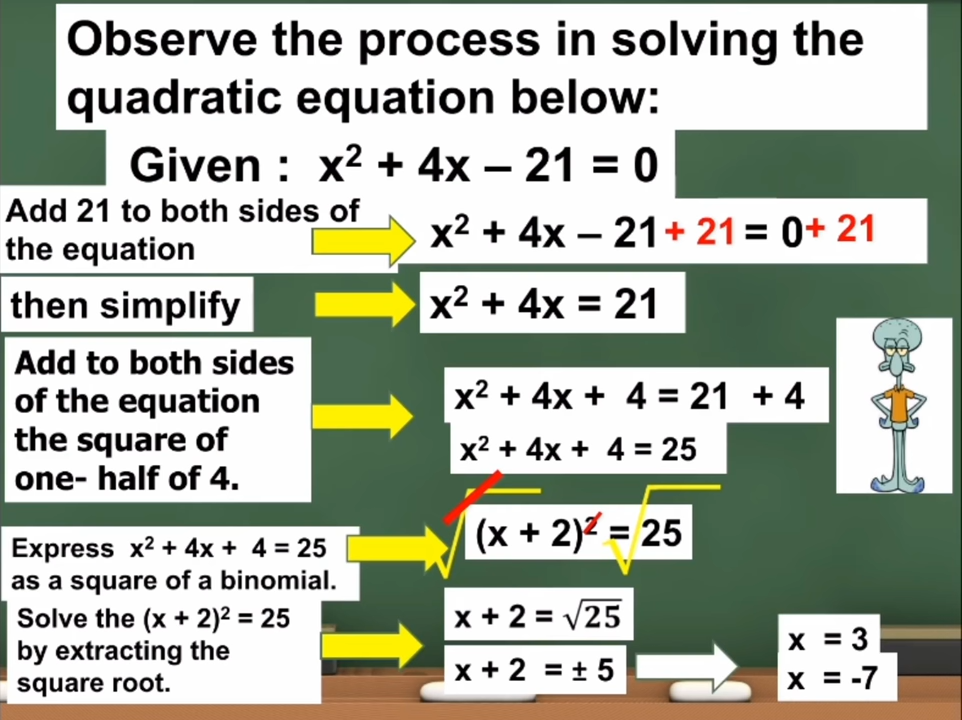 Observe the process in solving the
quadratic equation below:
Given : x² + 4x – 21 = 0
Add 21 to both sides of
the equation
x² + 4x – 21 + 21 = 0 + 21
then simplify
x² + 4x = 21
Add to both sides
of the equation
the square of
one- half of 4.
x² + 4x + 4 = 21 + 4
x² + 4x + 4 = 25
Express x² + 4x + 4 = 25
as a square of a binomial.
√(x + 2)² = √25
Solve the (x + 2)² = 25
by extracting the
square root.
x + 2 = √25
x + 2 = ± 5
x = 3
x = -7